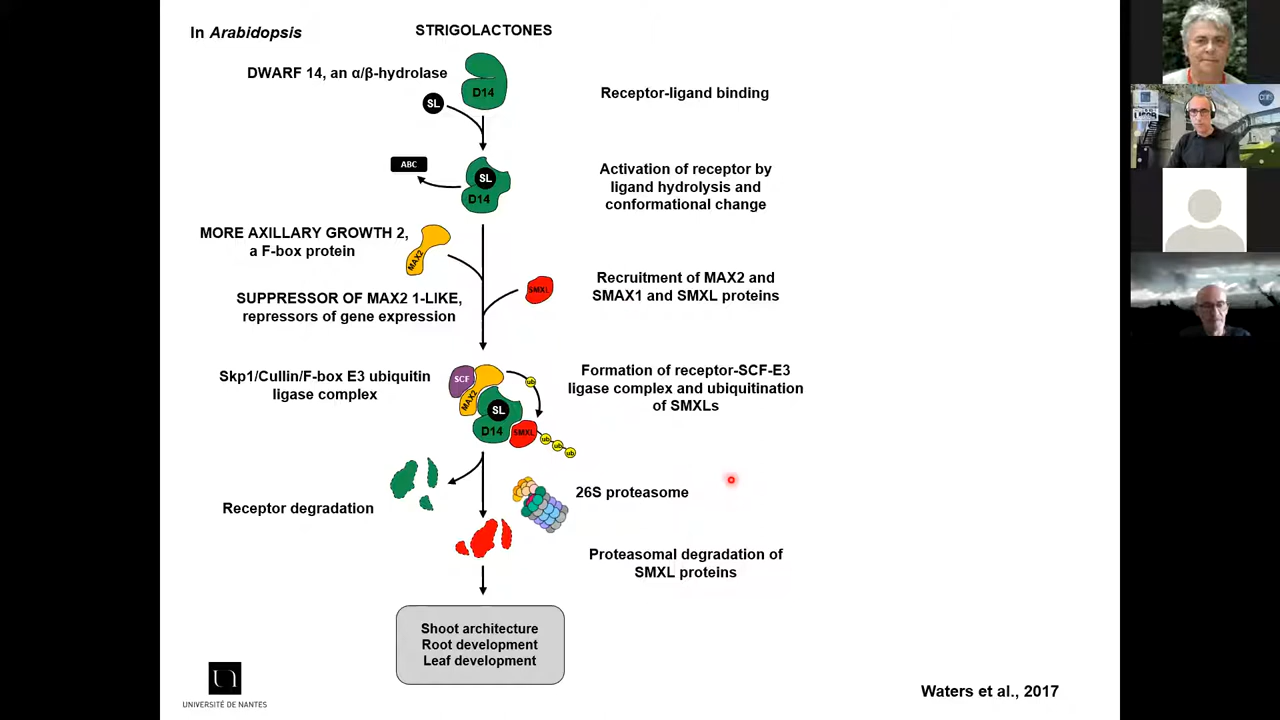 In Arabidopsis
STRIGOLACTONES
DWARF 14, an α/β-hydrolase
D14
SL
Receptor-ligand binding
ABC
SL
D14
Activation of receptor by
ligand hydrolysis and
conformational change
MORE AXILLARY GROWTH 2,
a F-box protein
MAX2
SUPPRESSOR OF MAX2 1-LIKE,
repressors of gene expression
SMXL
Recruitment of MAX2 and
SMAX1 and SMXL proteins
Skp1/Cullin/F-box E3 ubiquitin
ligase complex
SCF
MAX2
SL
D14
SMXL
ub
ub
ub
ub
Formation of receptor-SCF-E3
ligase complex and ubiquitination
of SMXLs
Receptor degradation
26S proteasome
Proteasomal degradation of
SMXL proteins
Shoot architecture
Root development
Leaf development
UNIVERSITÉ DE NANTES
Waters et al., 2017